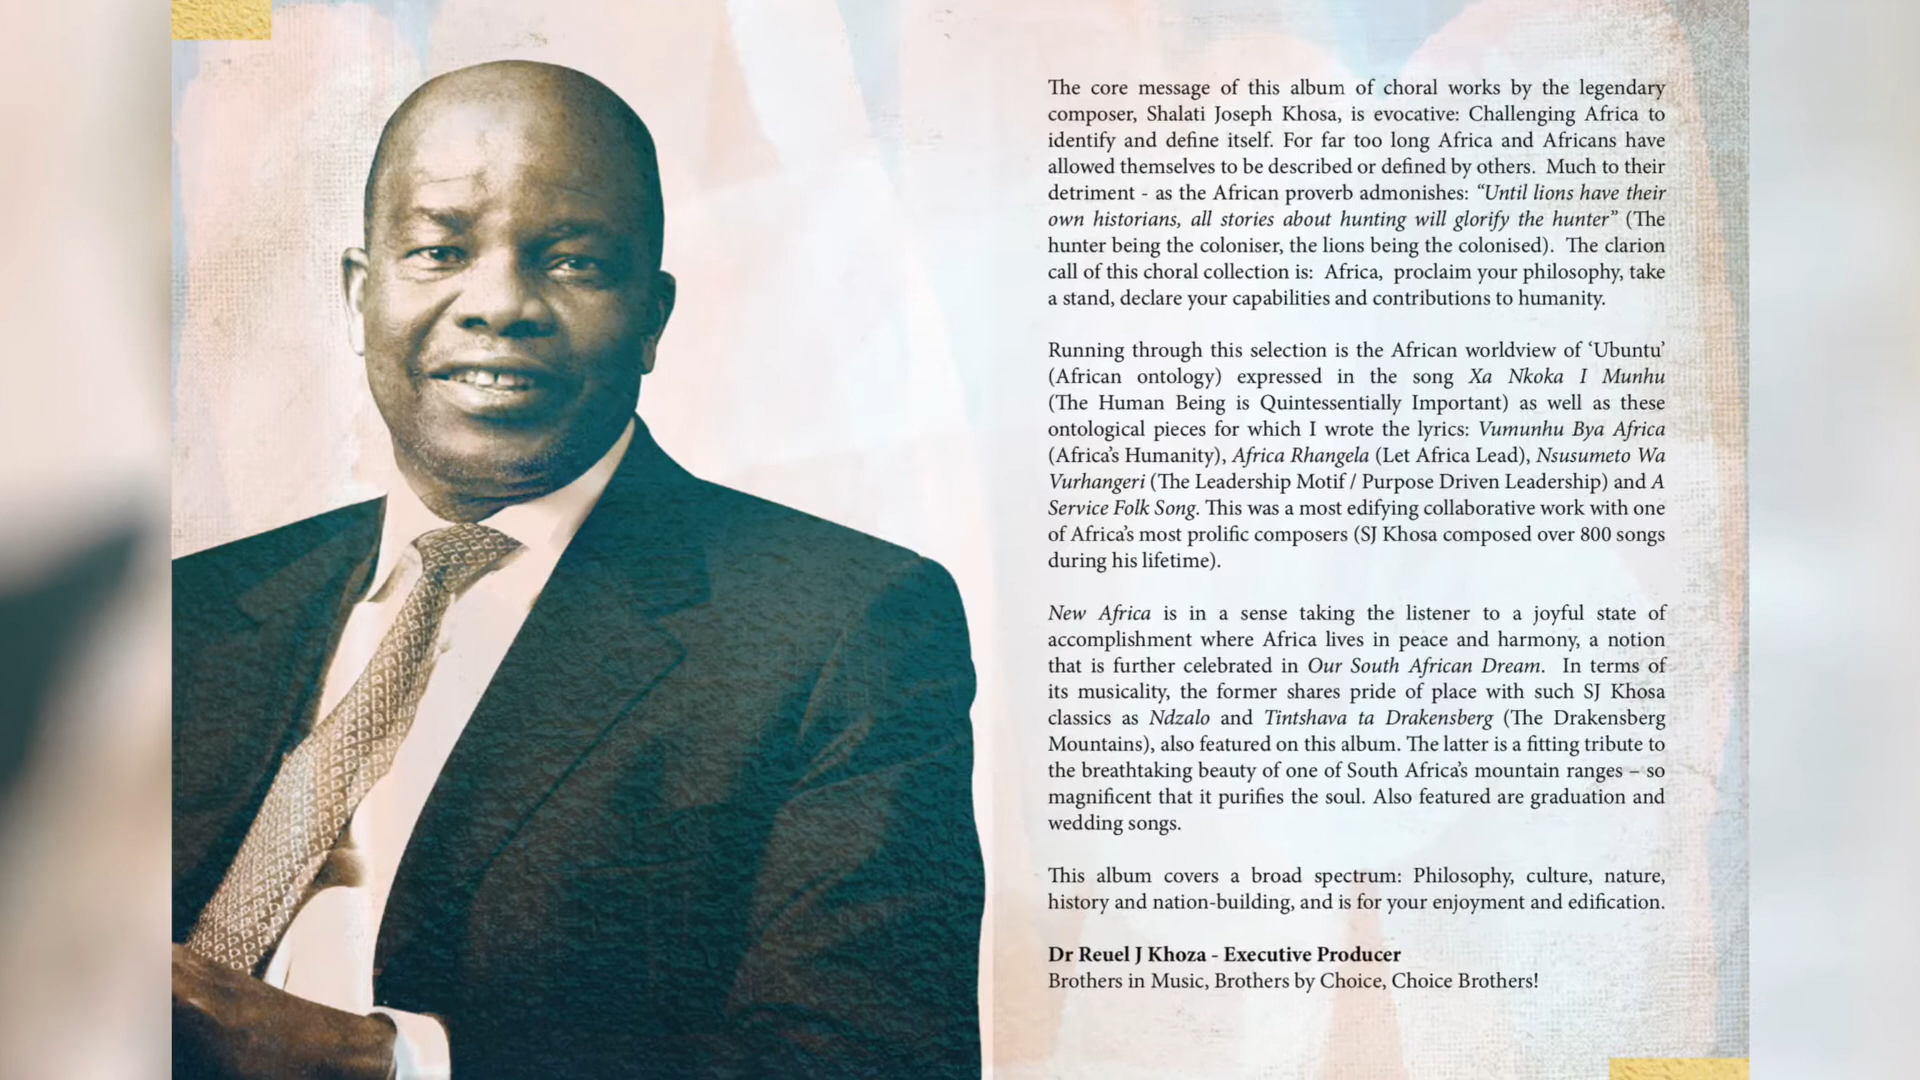 The core message of this album of choral works by the legendary
composer, Shalati Joseph Khosa, is evocative: Challenging Africa to
identify and define itself. For far too long Africa and Africans have
allowed themselves to be described or defined by others. Much to their
detriment - as the African proverb admonishes: “Until lions have their
own historians, all stories about hunting will glorify the hunter” (The
hunter being the coloniser, the lions being the colonised). The clarion
call of this choral collection is: Africa, proclaim your philosophy, take
a stand, declare your capabilities and contributions to humanity.
Running through this selection is the African worldview of ‘Ubuntu’
(African ontology) expressed in the song Xa Nkoka I Munhu
(The Human Being is Quintessentially Important) as well as these
ontological pieces for which I wrote the lyrics: Vumunhu Bya Africa
(Africa’s Humanity), Africa Rhangela (Let Africa Lead), Nsusumeto Wa
Vurhangeri (The Leadership Motif / Purpose Driven Leadership) and A
Service Folk Song. This was a most edifying collaborative work with one
of Africa’s most prolific composers (SJ Khosa composed over 800 songs
during his lifetime).
New Africa is in a sense taking the listener to a joyful state of
accomplishment where Africa lives in peace and harmony, a notion
that is further celebrated in Our South African Dream. In terms of
its musicality, the former shares pride of place with such SJ Khosa
classics as Ndzalo and Tintshava ta Drakensberg (The Drakensberg
Mountains), also featured on this album. The latter is a fitting tribute to
the breathtaking beauty of one of South Africa’s mountain ranges – so
magnificent that it purifies the soul. Also featured are graduation and
wedding songs.
This album covers a broad spectrum: Philosophy, culture, nature,
history and nation-building, and is for your enjoyment and edification.
Dr Reuel J Khoza - Executive Producer
Brothers in Music, Brothers by Choice, Choice Brothers!